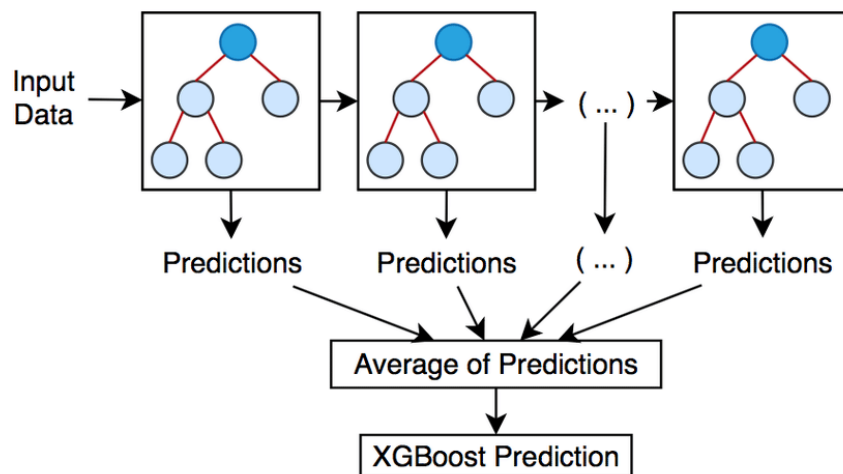 Input
Data
( ... )
Predictions
Predictions
( ... )
Predictions
Average of Predictions
XGBoost Prediction